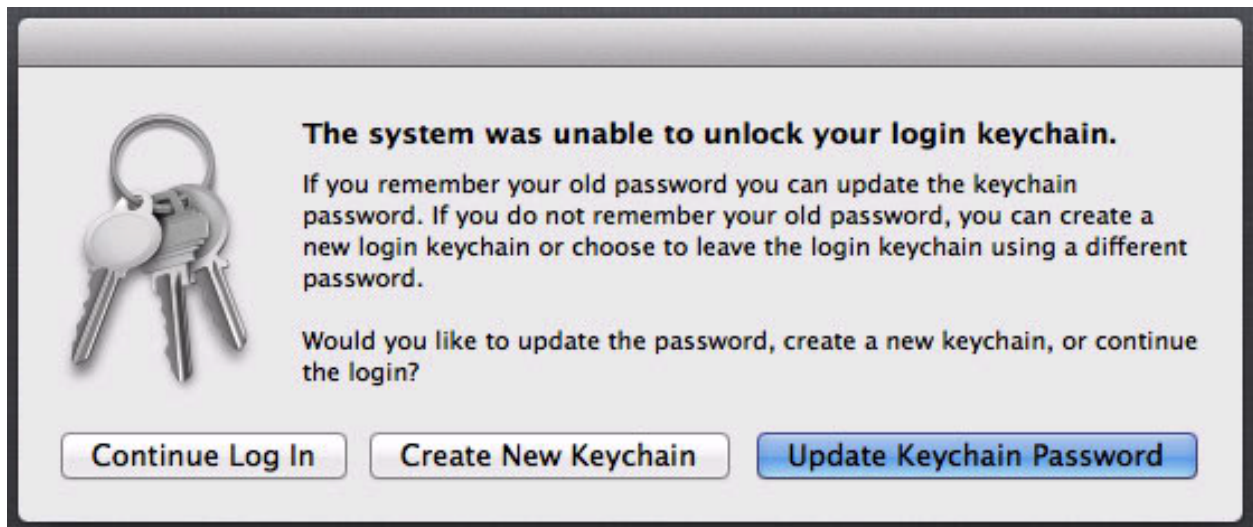 The system was unable to unlock your login keychain.
If you remember your old password you can update the keychain
password. If you do not remember your old password, you can create a
new login keychain or choose to leave the login keychain using a different
password.
Would you like to update the password, create a new keychain, or continue
the login?
Continue Log In
Create New Keychain
Update Keychain Password